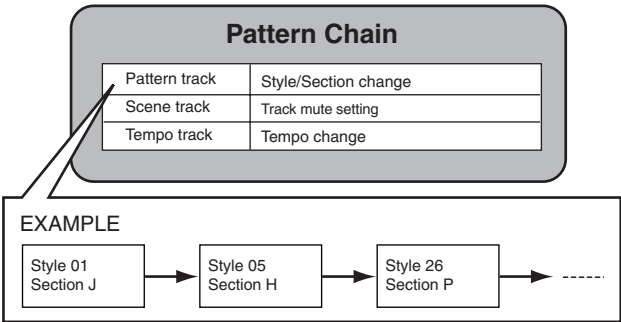 Pattern Chain
Pattern track Style/Section change
Scene track Track mute setting
Tempo track Tempo change
EXAMPLE
Style 01 Style 05 Style 26
Section J Section H Section P